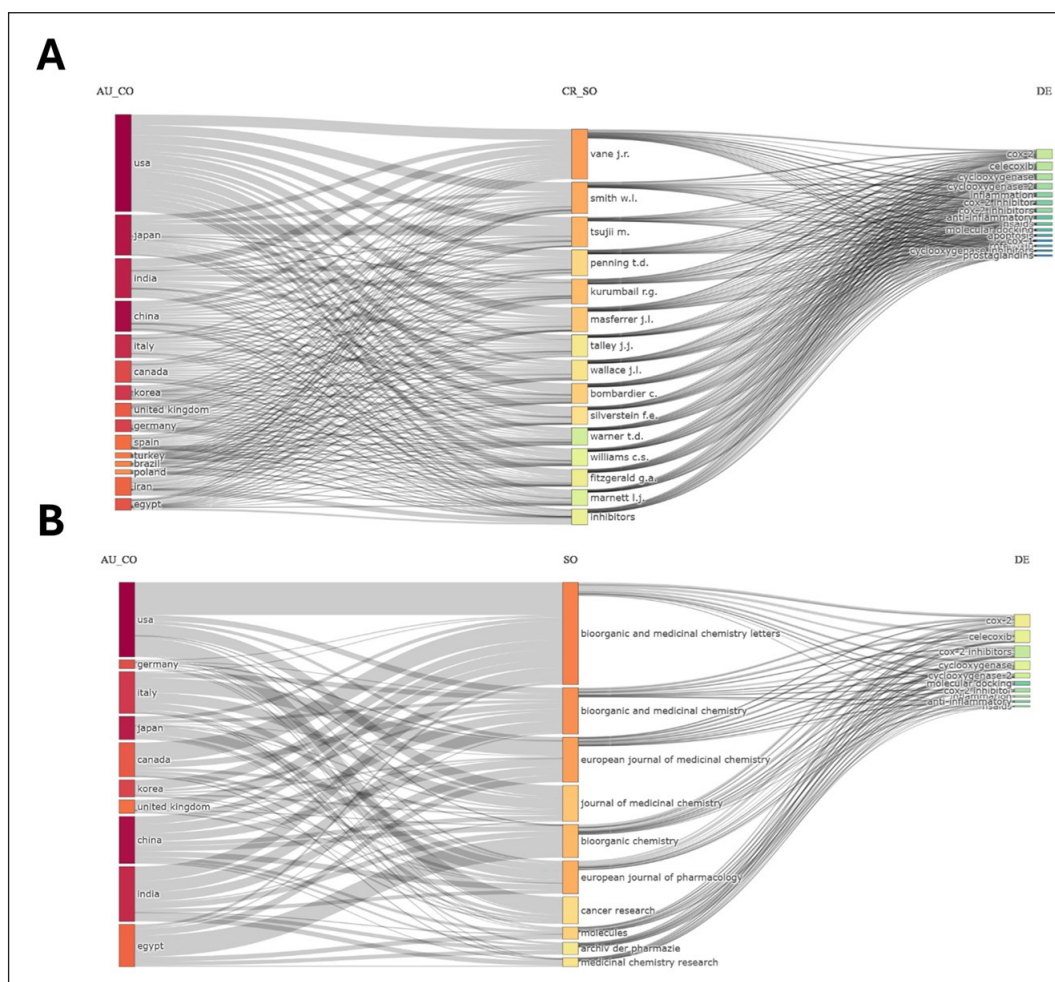 A
AU_CO
CR_SO
DE
usa
japan
india
china
italy
canada
korea
united kingdom
germany
spain
turkey
brazil
poland
iran
egypt
vane j.r.
smith w.l.
tsujii m.
penning t.d.
kurumbail r.g.
masferrer j.l.
talley j.j.
wallace j.l.
bombardier c.
silverstein f.e.
warner t.d.
williams c.s.
fitzgerald g.a.
marnett l.j.
inhibitors
cox-2
celecoxib
cyclooxygenase
cyclooxygenase-2
inflammation
cox-2 inhibitor
cox-2 inhibitors
anti-inflammatory
molecular docking
apoptosis
cyclooxygenase inhibitors
prostaglandins
B
AU_CO
SO
DE
usa
germany
italy
japan
canada
korea
united kingdom
china
india
egypt
bioorganic and medicinal chemistry letters
bioorganic and medicinal chemistry
european journal of medicinal chemistry
journal of medicinal chemistry
bioorganic chemistry
european journal of pharmacology
cancer research
molecules
archiv der pharmazie
medicinal chemistry research
cox-2
celecoxib
cox-2 inhibitors
cyclooxygenase
cyclooxygenase-2
molecular docking
cox-2 inhibitor
inflammation
anti-inflammatory